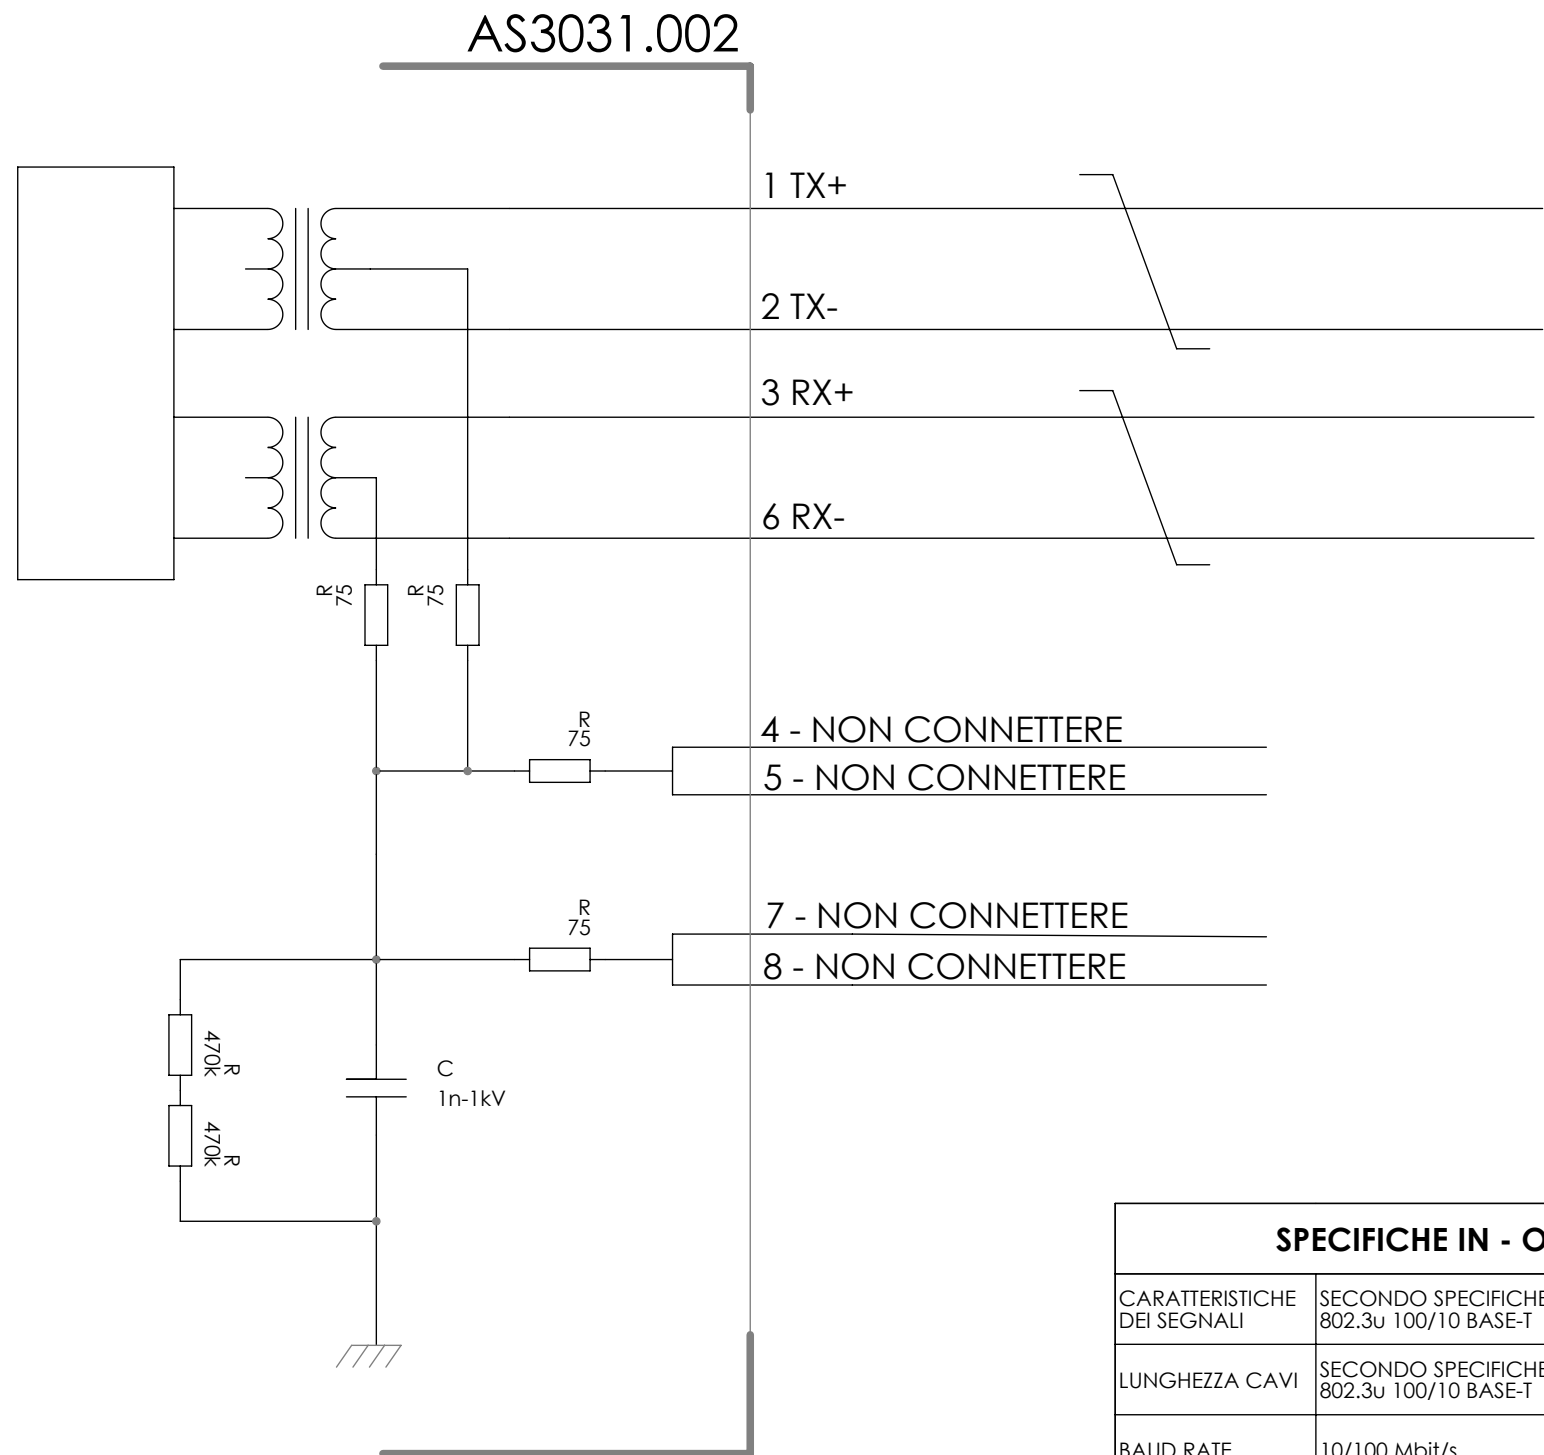 AS3031.002
1 TX+
2 TX-
3 RX+
6 RX-
R
75
R
75
R
75
4 - NON CONNETTERE
5 - NON CONNETTERE
R
75
7 - NON CONNETTERE
8 - NON CONNETTERE
R
470k
R
470k
C
1n-1kV
SPECIFICHE IN - O
CARATTERISTICHE
DEI SEGNALI
SECONDO SPECIFICHE
802.3u 100/10 BASE-T
LUNGHEZZA CAVI
SECONDO SPECIFICHE
802.3u 100/10 BASE-T
BAUD RATE
10/100 Mbit/s